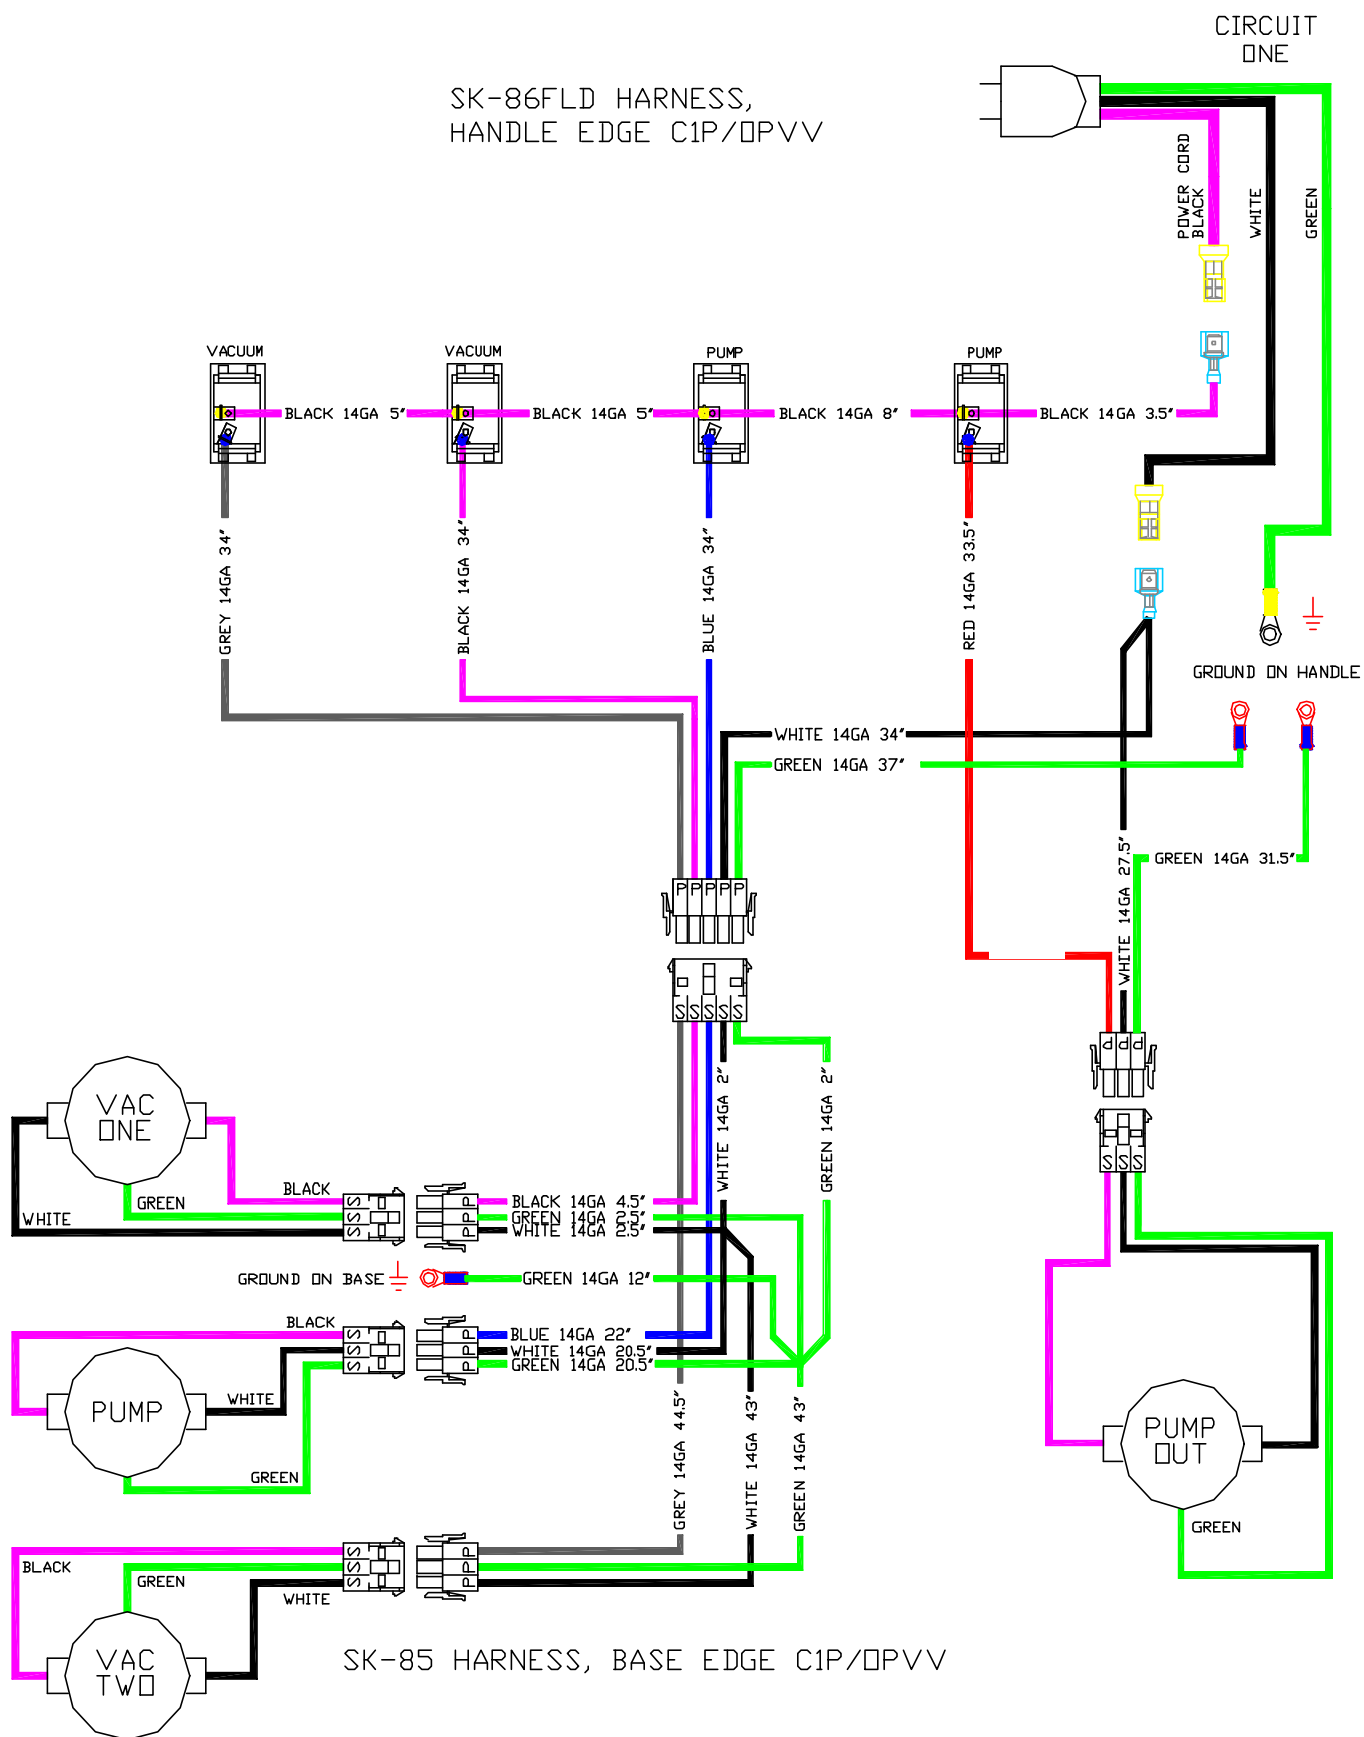 CIRCUIT
ONE
SK-86FLD HARNESS,
HANDLE EDGE C1P/OPVV
POWER CORD
BLACK
WHITE
GREEN
VACUUM
VACUUM
PUMP
PUMP
BLACK 14GA 5"
BLACK 14GA 5"
BLACK 14GA 8"
BLACK 14GA 3.5"
GREY 14GA 34"
BLACK 14GA 34"
BLUE 14GA 34"
RED 14GA 33.5"
GROUND ON HANDLE
WHITE 14GA 34"
GREEN 14GA 37"
WHITE 14GA 27.5"
GREEN 14GA 31.5"
P P P P P
S S S S S
P P P
S S S
WHITE 14GA 2"
GREEN 14GA 2"
VAC
ONE
BLACK
GREEN
WHITE
S
S
S
P
P
P
BLACK 14GA 4.5"
GREEN 14GA 2.5"
WHITE 14GA 2.5"
GROUND ON BASE
GREEN 14GA 12"
BLACK
S
S
S
P
P
P
BLUE 14GA 22"
WHITE 14GA 20.5"
GREEN 14GA 20.5"
PUMP
WHITE
GREEN
GREY 14GA 44.5"
WHITE 14GA 43"
GREEN 14GA 43"
PUMP
OUT
GREEN
BLACK
GREEN
WHITE
S
S
S
P
P
P
VAC
TWO
SK-85 HARNESS, BASE EDGE C1P/OPVV